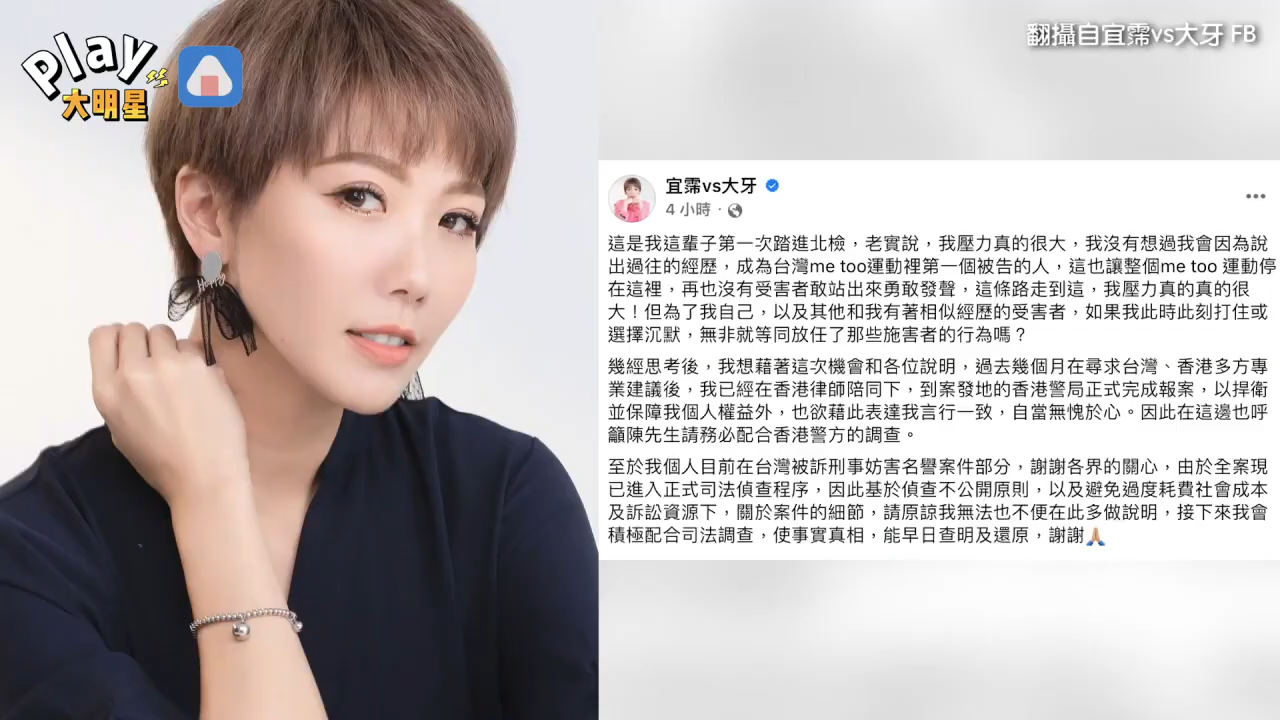 Play
大明星
翻攝自宜霈vs大牙 FB
宜霈vs大牙
4 小時 ·
這是我這輩子第一次踏進北檢，老實說，我壓力真的很大，我沒有想過我會因為說
出過往的經歷，成為台灣me too運動裡第一個被告的人，這也讓整個me too 運動停
在這裡，再也沒有受害者敢站出來勇敢發聲，這條路走到這，我壓力真的真的很
大！但為了我自己，以及其他和我有著相似經歷的受害者，如果我此時此刻打住或
選擇沉默，無非就等同放任了那些施害者的行為嗎？
幾經思考後，我想藉著這次機會和各位說明，過去幾個月在尋求台灣、香港多方專
業建議後，我已經在香港律師陪同下，到案發地的香港警局正式完成報案，以捍衛
並保障我個人權益外，也欲藉此表達我言行一致，自當無愧於心。因此在這邊也呼
籲陳先生請務必配合香港警方的調查。
至於我個人目前在台灣被訴刑事妨害名譽案件部分，謝謝各界的關心，由於全案現
已進入正式司法偵查程序，因此基於偵查不公開原則，以及避免過度耗費社會成本
及訴訟資源下，關於案件的細節，請原諒我無法也不便在此多做說明，接下來我會
積極配合司法調查，使事實真相，能早日查明及還原，謝謝🙏